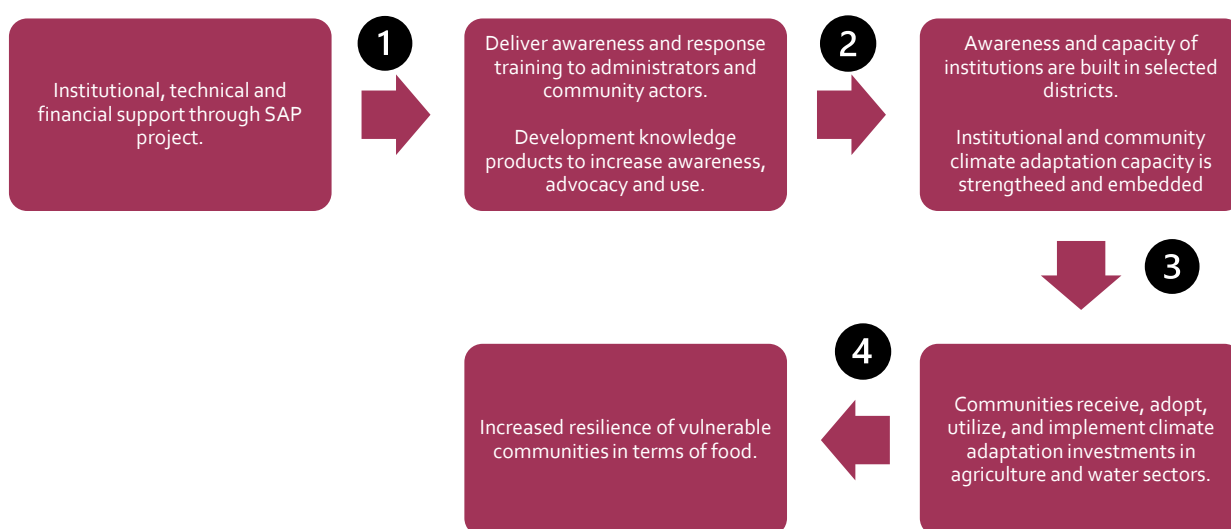 Institutional, technical and
financial support through SAP
project.
1
Deliver awareness and response
training to administrators and
community actors.
Development knowledge
products to increase awareness,
advocacy and use.
2
Awareness and capacity of
institutions are built in selected
districts.
Institutional and community
climate adaptation capacity is
strengtheed and embedded
3
Communities receive, adopt,
utilize, and implement climate
adaptation investments in
agriculture and water sectors.
4
Increased resilience of vulnerable
communities in terms of food.